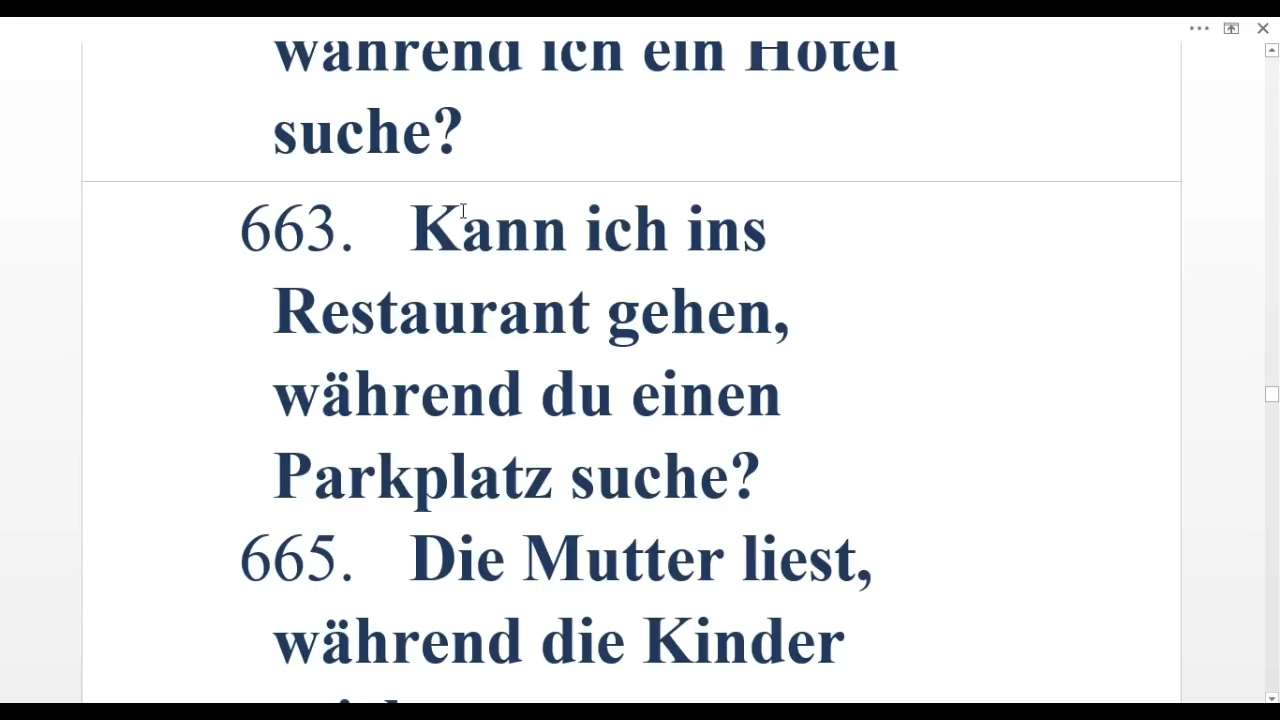 während ich ein Hotel
suche?
663. Kann ich ins
Restaurant gehen,
während du einen
Parkplatz suche?
665. Die Mutter liest,
während die Kinder